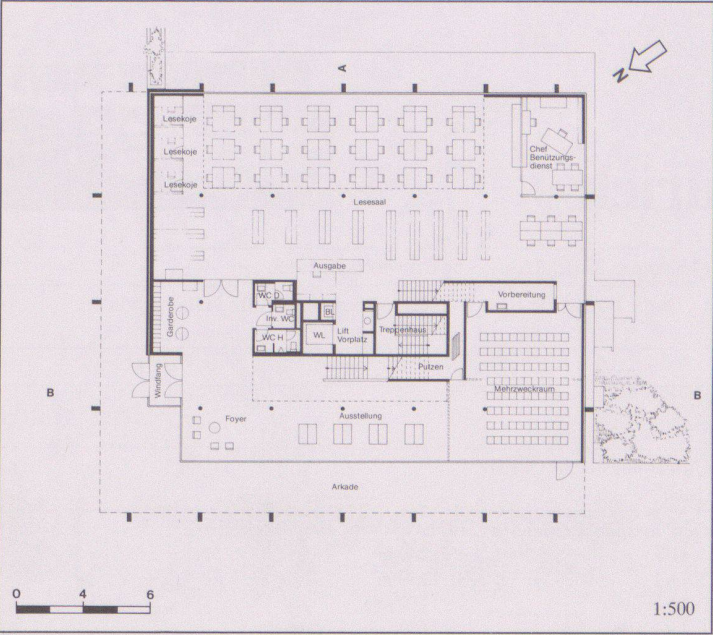 A
N
Lesekoje
Lesekoje
Lesekoje
Chef
Benützungs-
dienst
Lesesaal
Ausgabe
WC D
Vorbereitung
Garderobe
Inv. WC
BL
WC H
WL
Lift
Vorplatz
Treppenhaus
Putzen
Windfang
Mehrzweckraum
B
B
Foyer
Ausstellung
Arkade
0 4 6
1:500